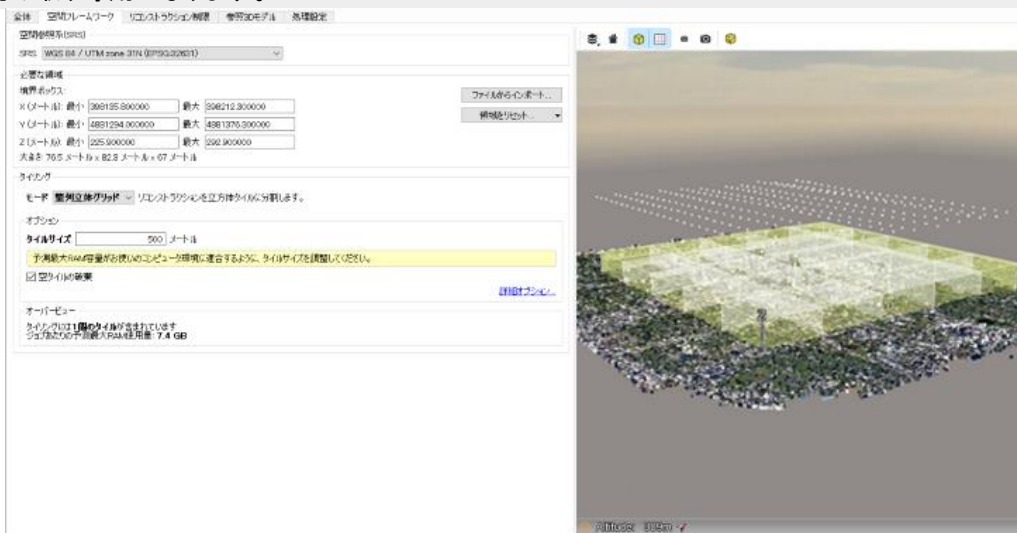 全体 空間フレームワーク リコンストラクション制限 参照3Dモデル 処理設定
空間参照系(SRS)
SRS: WGS 84 / UTM zone 31N (EPSG:32631)
必要な領域
境界ボックス:
X (メートル): 最小 398135.800000 最大 398212.300000
ファイルからインポート...
Y (メートル): 最小 4881294.000000 最大 4881376.300000
領域をリセット...
Z (メートル): 最小 225.900000 最大 292.900000
大きさ: 76.5 メートル x 82.3 メートル x 67 メートル
タイリング
モード 整列立体グリッド リコンストラクションを立方体タイルに分割します。
オプション
タイルサイズ 500 メートル
予測最大RAM容量がお使いのコンピュータ環境に適合するように、タイルサイズを調整してください。
空タイルの破棄
詳細オプション...
オーバービュー
タイリングには1個のタイルが含まれています
ジョブあたりの予測最大RAM使用量: 7.4 GB
Z
Altitude: 309m